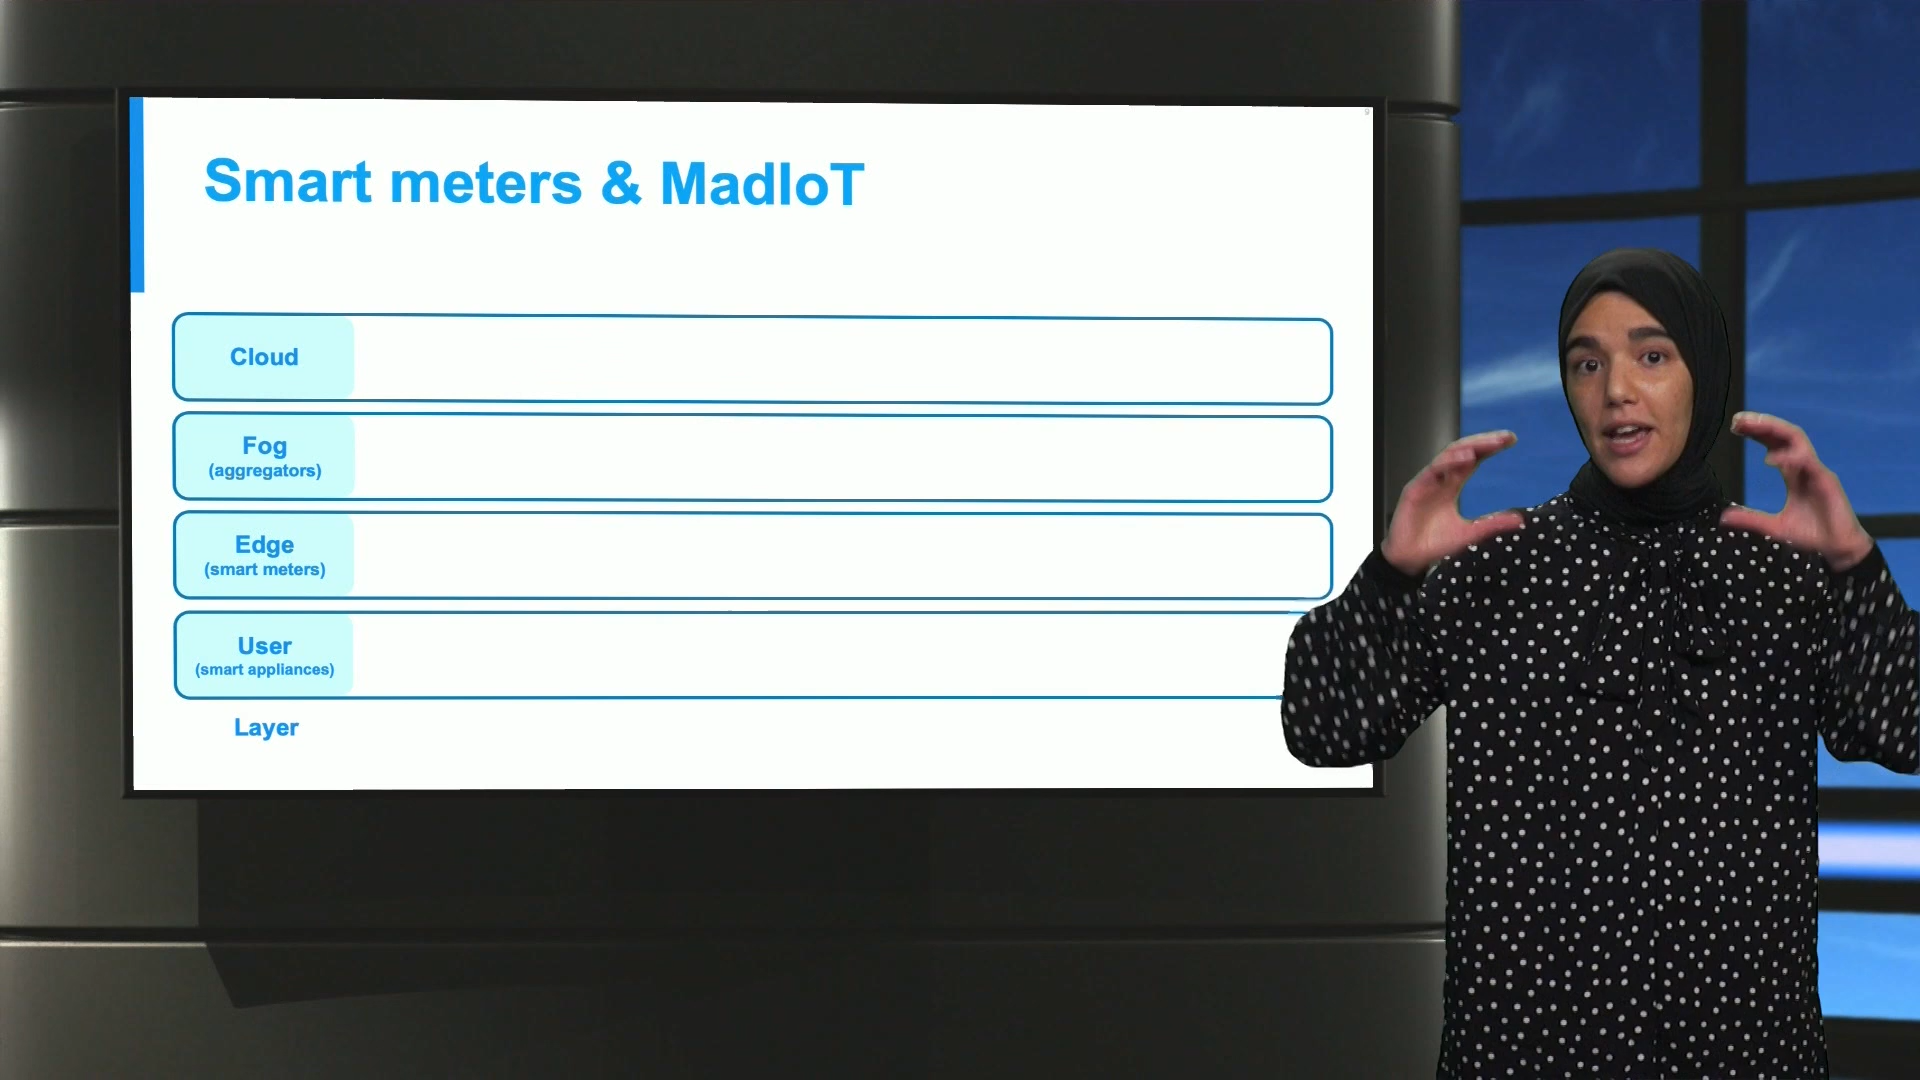 Smart meters & MadIoT
Cloud
Fog
(aggregators)
Edge
(smart meters)
User
(smart appliances)
Layer